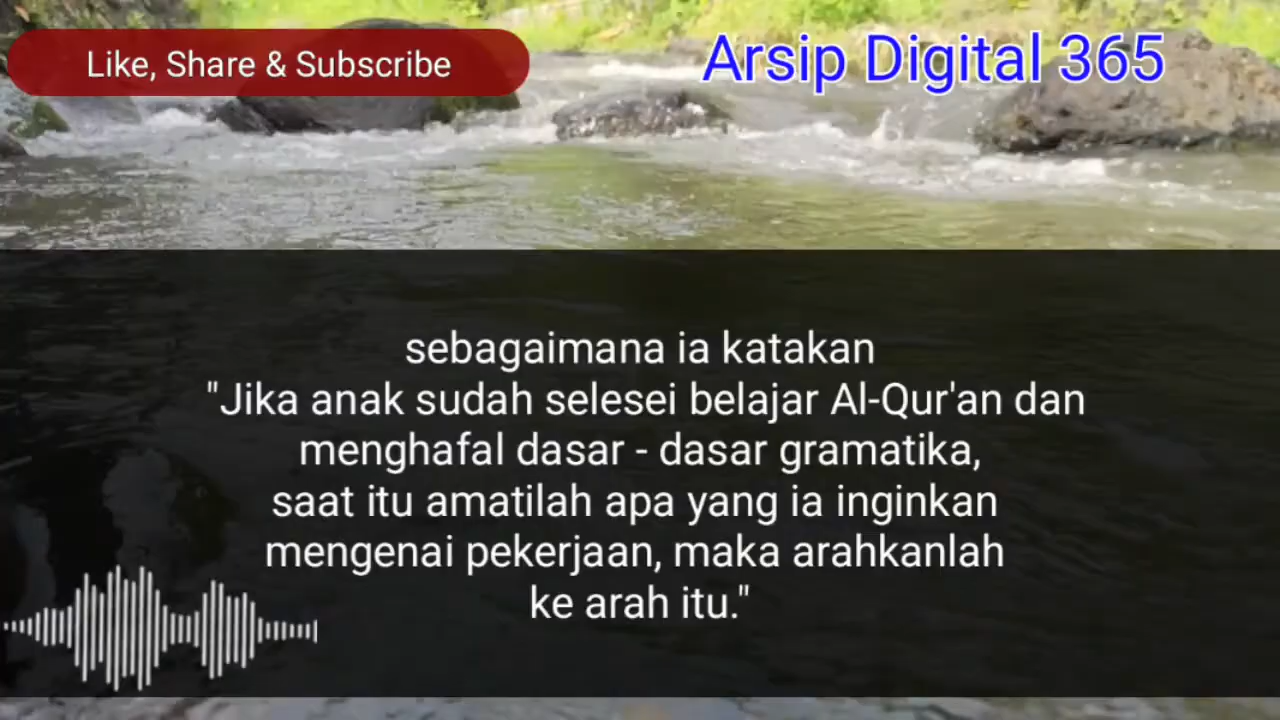 Like, Share & Subscribe
Arsip Digital 365
sebagaimana ia katakan
"Jika anak sudah selesei belajar Al-Qur'an dan
menghafal dasar - dasar gramatika,
saat itu amatilah apa yang ia inginkan
mengenai pekerjaan, maka arahkanlah
ke arah itu."